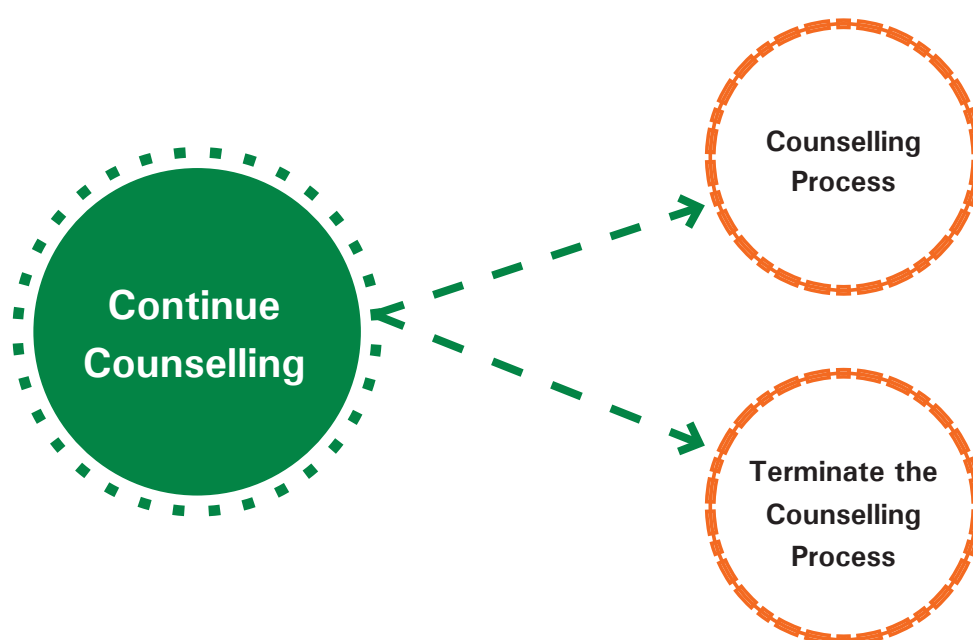 Continue
Counselling
Counselling
Process
Terminate the
Counselling
Process